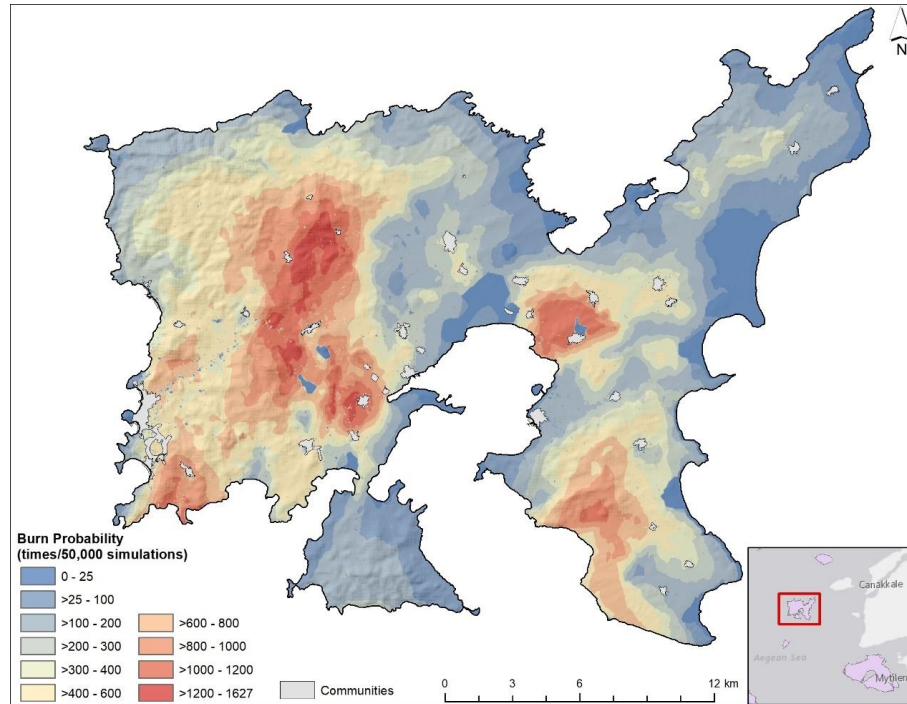 N
Burn Probability
(times/50,000 simulations)
0 - 25
>25 - 100
>100 - 200
>200 - 300
>300 - 400
>400 - 600
>600 - 800
>800 - 1000
>1000 - 1200
>1200 - 1627
Communities
0 3 6 12 km
Canakkale
Aegean Sea